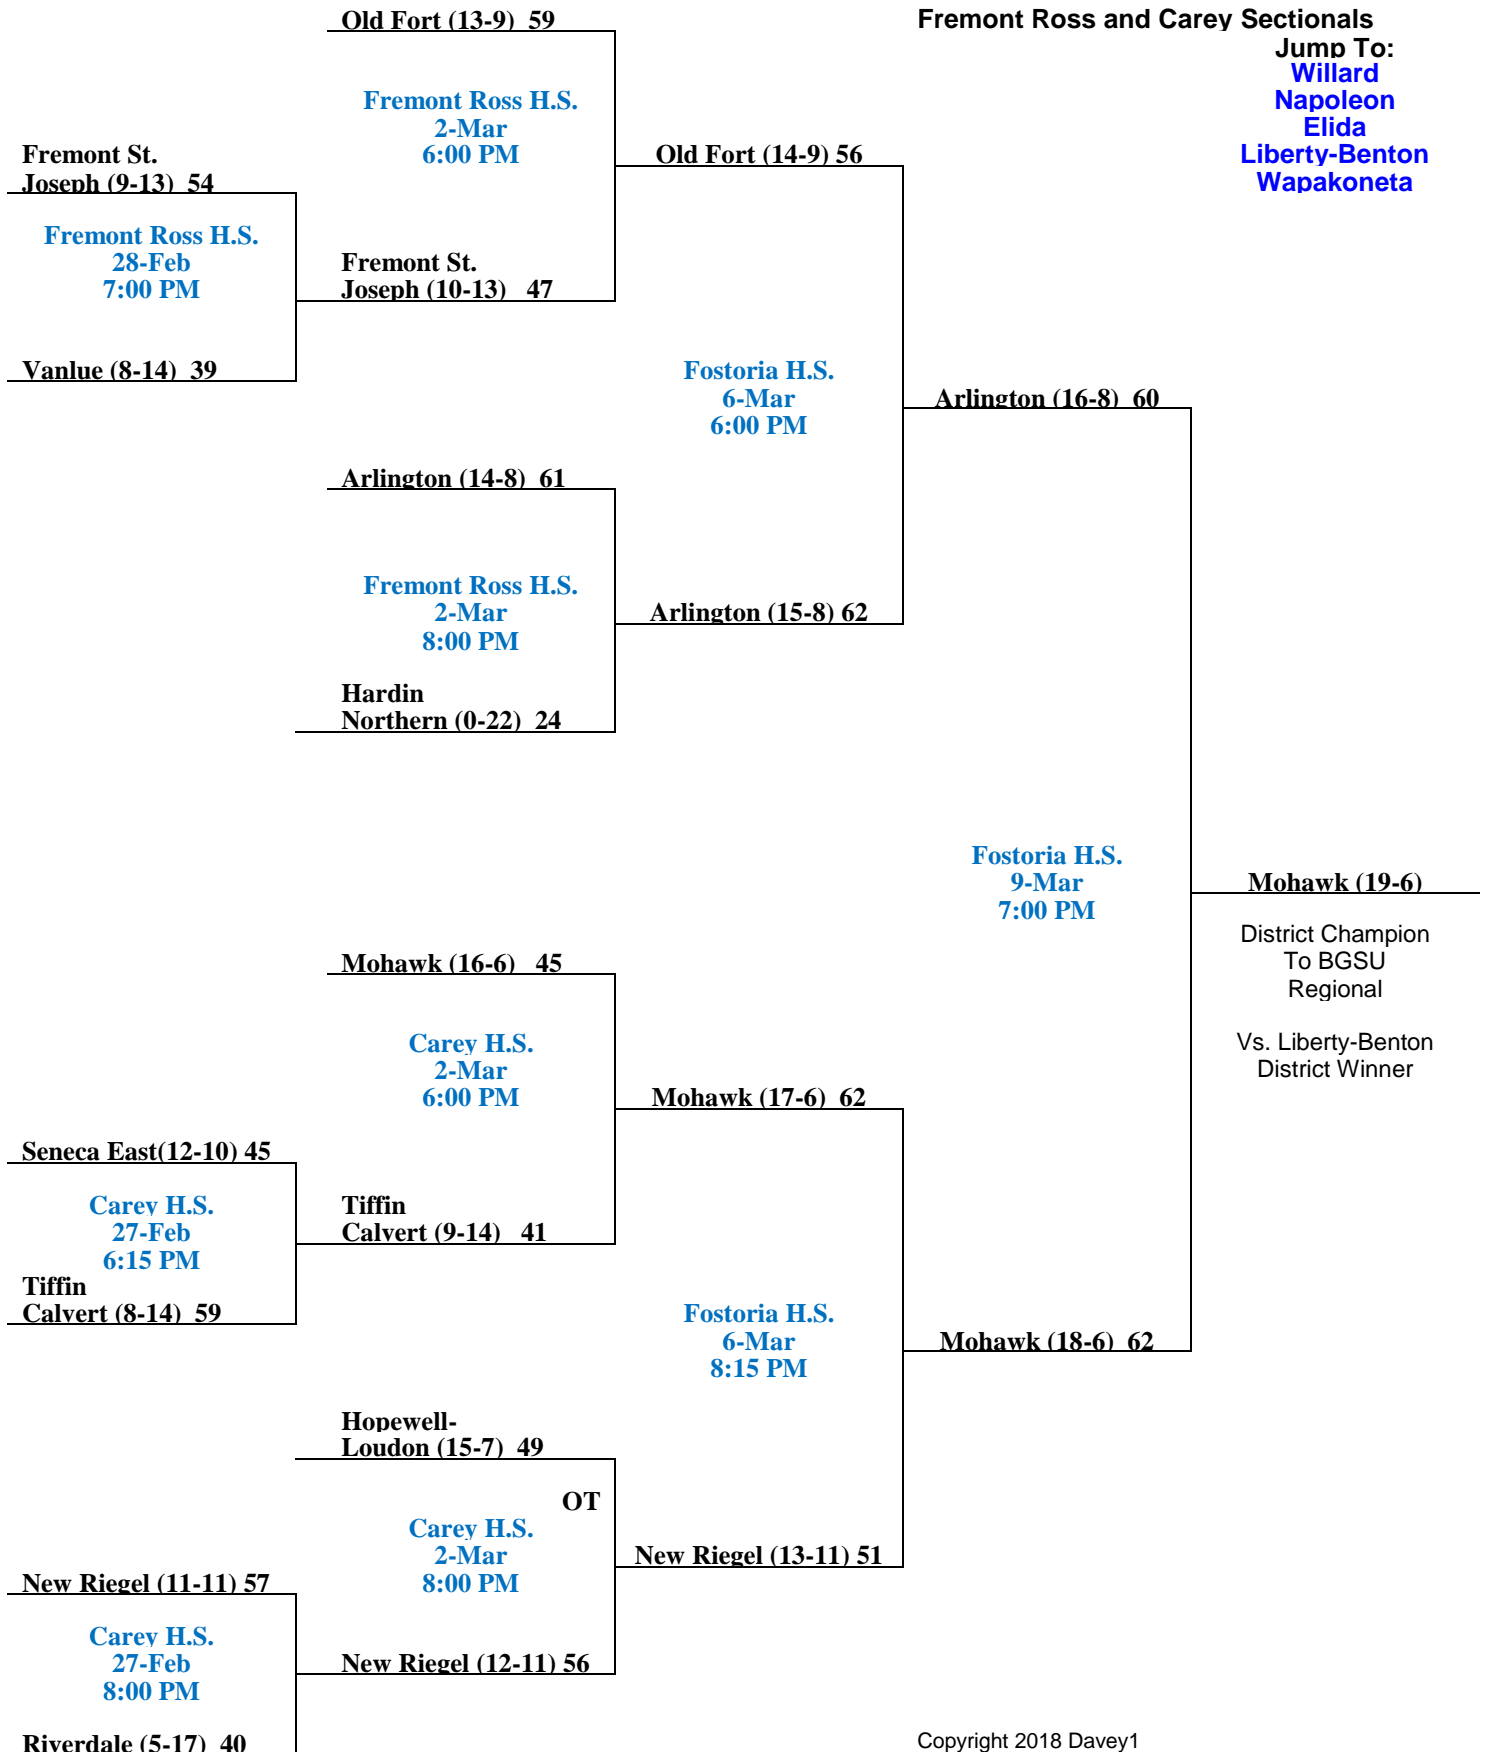 Old Fort (13-9)  59
Fremont Ross and Carey Sectionals
Jump To:
Willard
Napoleon
Elida
Liberty-Benton
Wapakoneta
Fremont Ross H.S.
2-Mar
6:00 PM
Fremont St.
Joseph (9-13)  54
Old Fort (14-9) 56
Fremont Ross H.S.
28-Feb
7:00 PM
Fremont St.
Joseph (10-13)   47
Vanlue (8-14)  39
Fostoria H.S.
6-Mar
6:00 PM
Arlington (16-8)  60
Arlington (14-8)  61
Fremont Ross H.S.
2-Mar
8:00 PM
Arlington (15-8) 62
Hardin
Northern (0-22)  24
Fostoria H.S.
9-Mar
7:00 PM
Mohawk (19-6)
District Champion
To BGSU
Regional
Vs. Liberty-Benton
District Winner
Mohawk (16-6)   45
Carey H.S.
2-Mar
6:00 PM
Mohawk (17-6)  62
Seneca East(12-10) 45
Carey H.S.
27-Feb
6:15 PM
Tiffin
Calvert (9-14)   41
Tiffin
Calvert (8-14)  59
Fostoria H.S.
6-Mar
8:15 PM
Mohawk (18-6)  62
Hopewell-
Loudon (15-7)  49
OT
Carey H.S.
2-Mar
8:00 PM
New Riegel (13-11) 51
New Riegel (11-11) 57
Carey H.S.
27-Feb
8:00 PM
New Riegel (12-11) 56
Riverdale (5-17)  40
Copyright 2018 Davey1